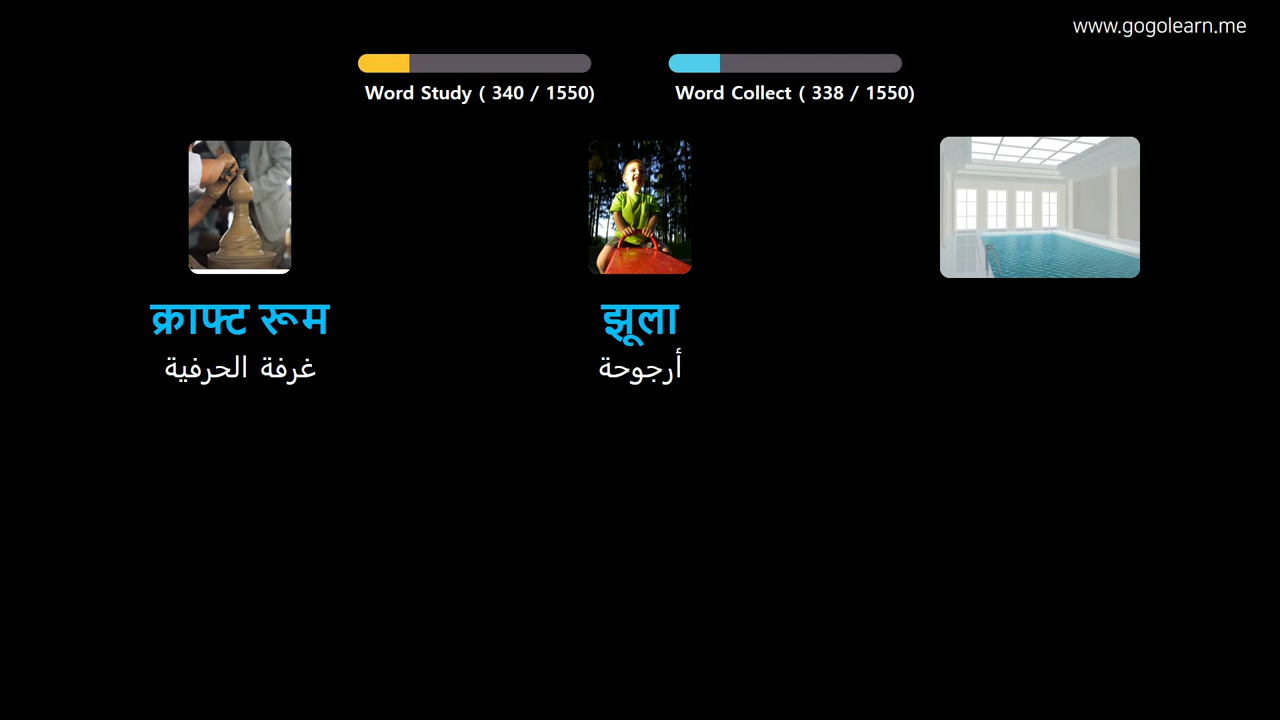 www.gogolearn.me
Word Study ( 340 / 1550)
Word Collect ( 338 / 1550)
क्राफ्ट रूम
غرفة الحرفية
झूला
أرجوحة